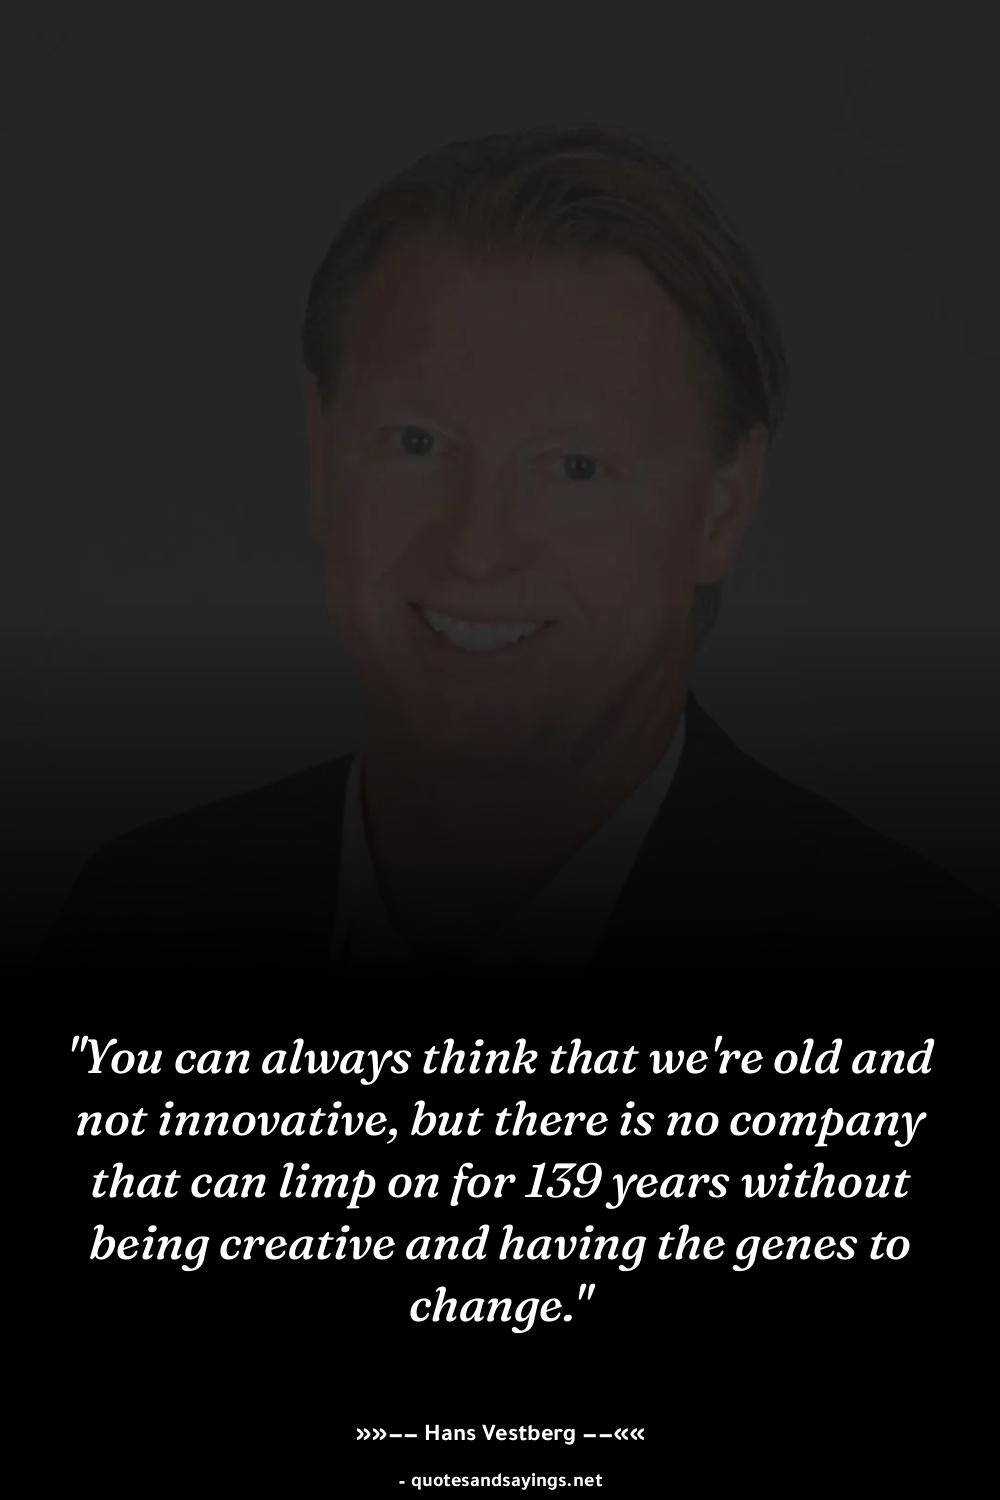 "You can always think that we're old and
not innovative, but there is no company
that can limp on for 139 years without
being creative and having the genes to
change."
»»−− Hans Vestberg −−««
- quotesandsayings.net